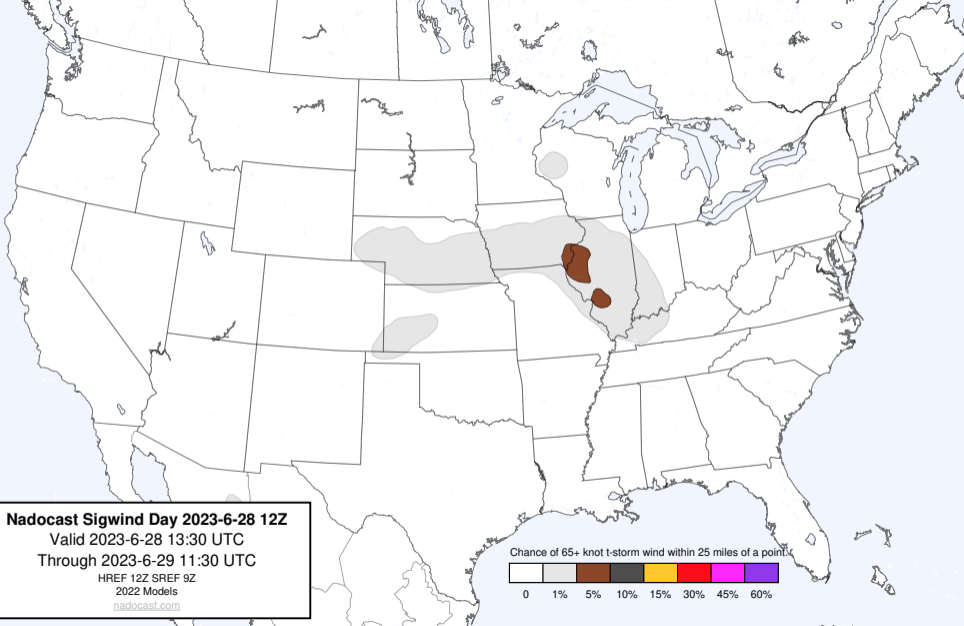 Nadocast Sigwind Day 2023-6-28 12Z
Valid 2023-6-28 13:30 UTC
Through 2023-6-29 11:30 UTC
HREF 12Z SREF 9Z
2022 Models
nadocast.com
Chance of 65+ knot t-storm wind within 25 miles of a point.
0 1% 5% 10% 15% 30% 45% 60%